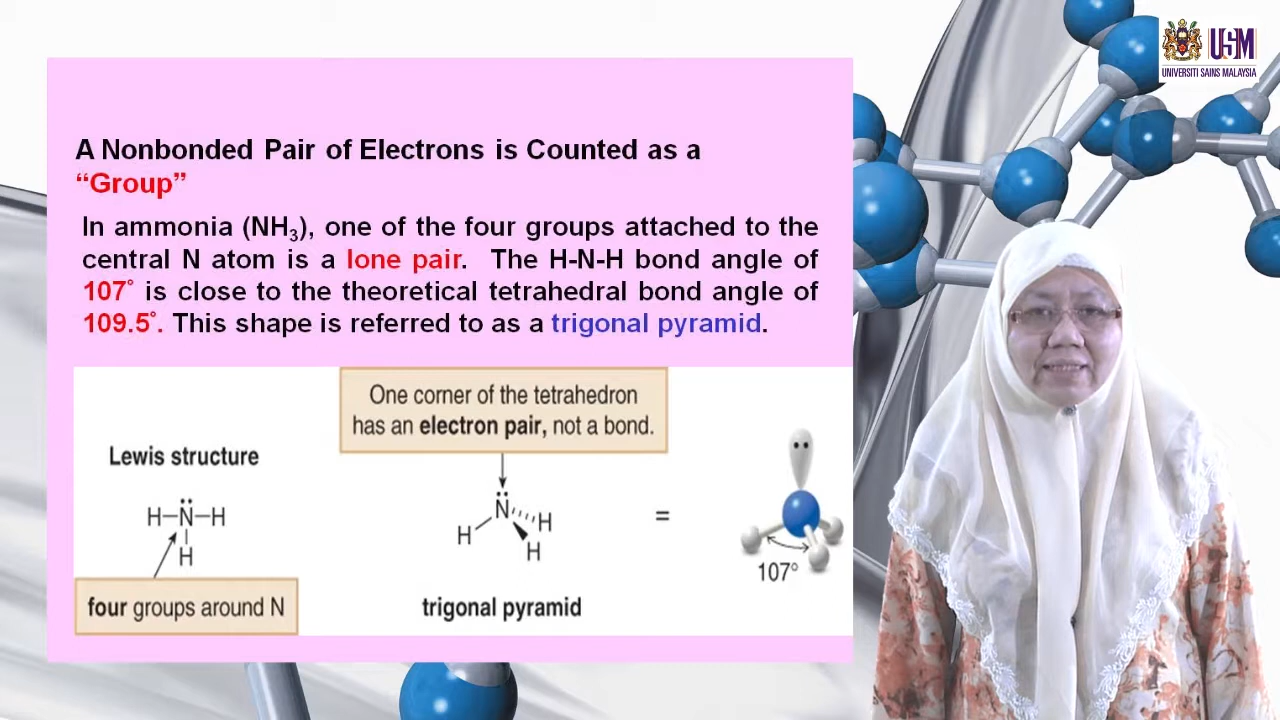 USM
UNIVERSITI SAINS MALAYSIA
A Nonbonded Pair of Electrons is Counted as a
“Group”
In ammonia (NH₃), one of the four groups attached to the
central N atom is a lone pair. The H-N-H bond angle of
107° is close to the theoretical tetrahedral bond angle of
109.5°. This shape is referred to as a trigonal pyramid.
One corner of the tetrahedron
has an electron pair, not a bond.
Lewis structure
H–N̈–H
H
four groups around N
N̈
H
H
H
trigonal pyramid
=
107°